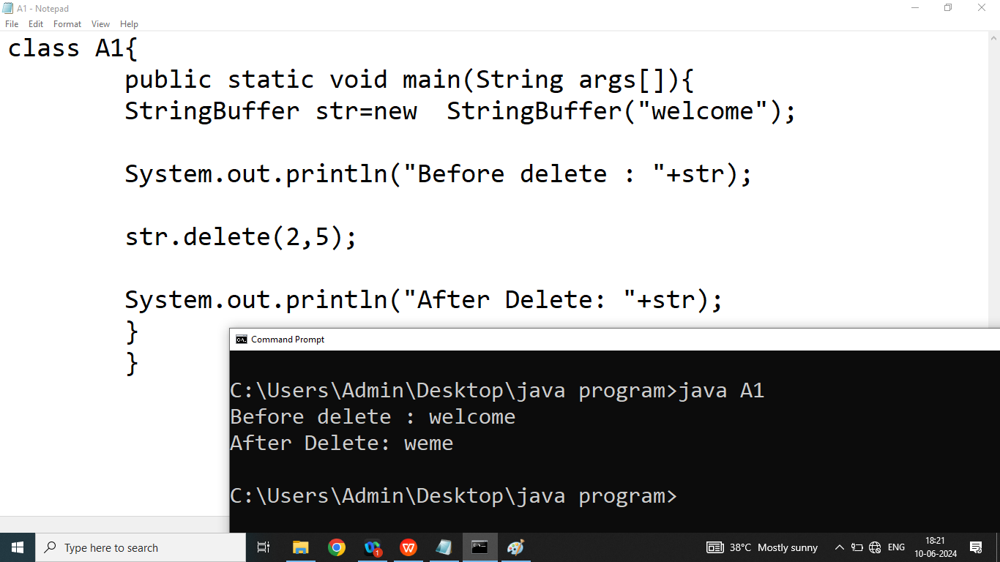 A1 - Notepad
File Edit Format View Help
class A1{
public static void main(String args[]){
StringBuffer str=new  StringBuffer("welcome");
System.out.println("Before delete : "+str);
str.delete(2,5);
System.out.println("After Delete: "+str);
}
}
Command Prompt
C:\Users\Admin\Desktop\java program>java A1
Before delete : welcome
After Delete: weme
C:\Users\Admin\Desktop\java program>
Type here to search
1
38°C Mostly sunny
ENG
18:21
10-06-2024